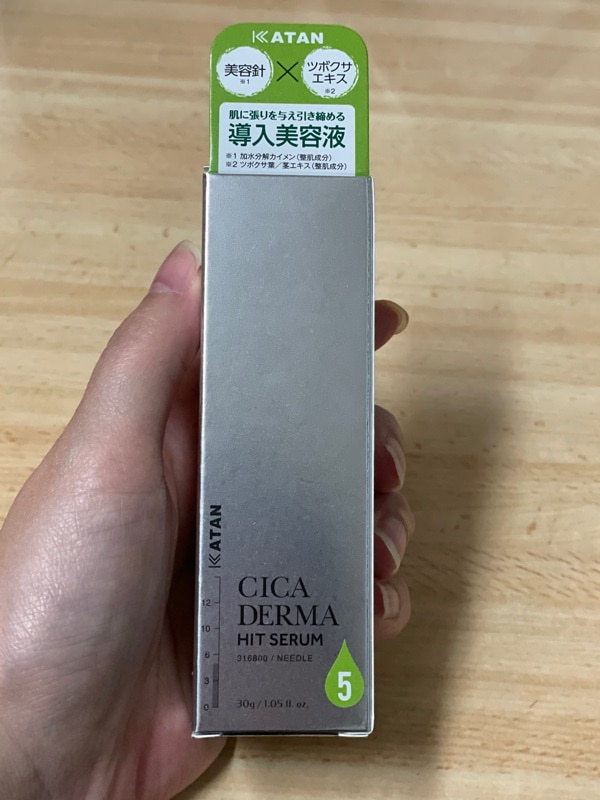 KATAN
美容針
※1
×
ツボクサ
エキス
※2
肌に張りを与え引き締める
導入美容液
※1 加水分解カイメン(整肌成分)
※2 ツボクサ葉/茎エキス(整肌成分)
KATAN
12
10
6
3
0
CICA
DERMA
HIT SERUM
316800 / NEEDLE
5
30g / 1.05 fl. oz.